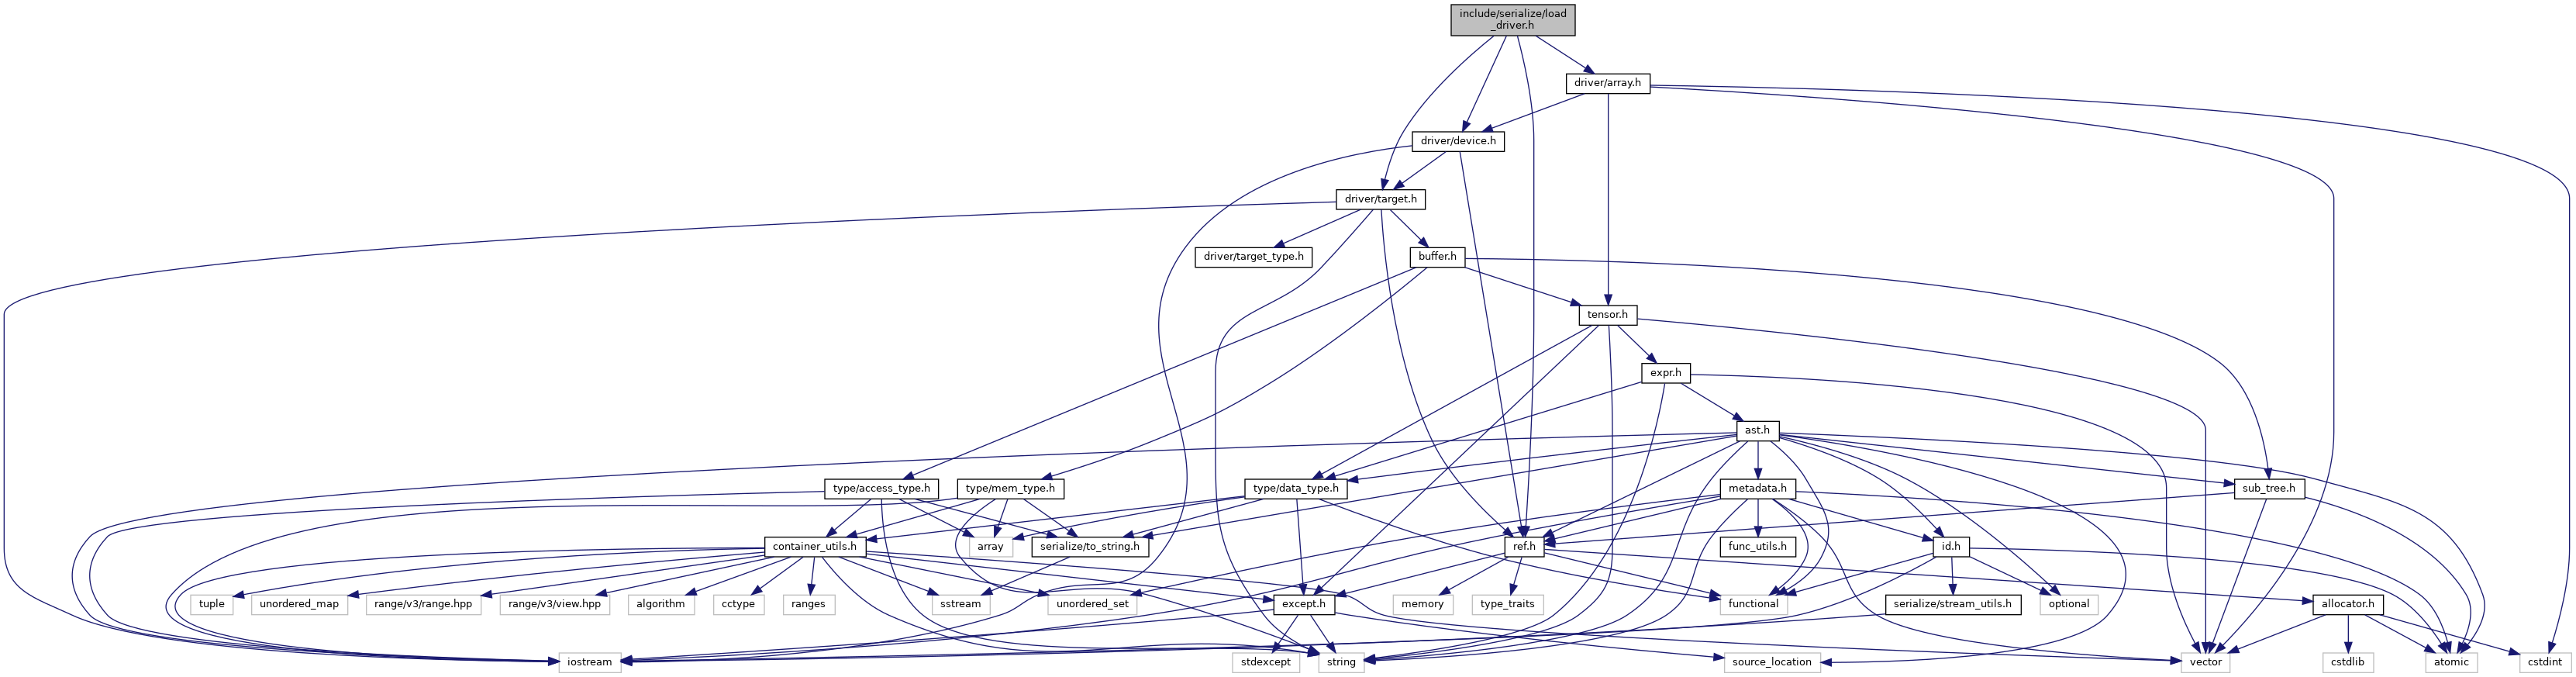 include/serialize/load
_driver.h
driver/array.h
driver/device.h
driver/target.h
driver/target_type.h
buffer.h
tensor.h
expr.h
ast.h
type/access_type.h
type/mem_type.h
type/data_type.h
metadata.h
sub_tree.h
container_utils.h
array
serialize/to_string.h
ref.h
func_utils.h
id.h
tuple
unordered_map
range/v3/range.hpp
range/v3/view.hpp
algorithm
cctype
ranges
sstream
unordered_set
except.h
memory
type_traits
functional
serialize/stream_utils.h
optional
allocator.h
iostream
stdexcept
string
source_location
vector
cstdlib
atomic
cstdint